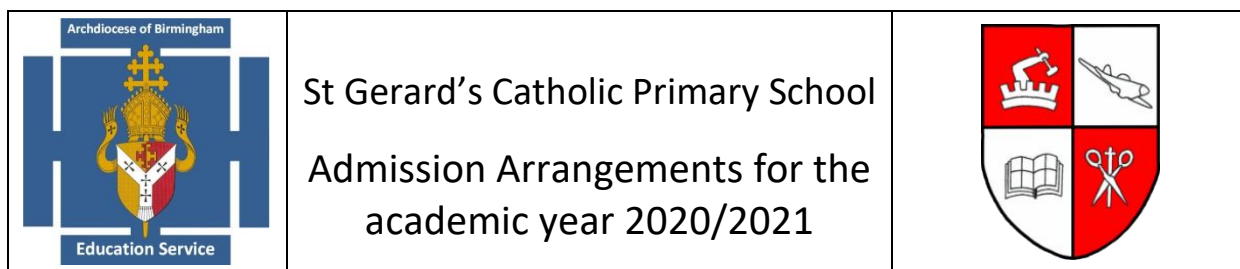 Archdiocese of Birmingham
Education Service
St Gerard’s Catholic Primary School
Admission Arrangements for the
academic year 2020/2021